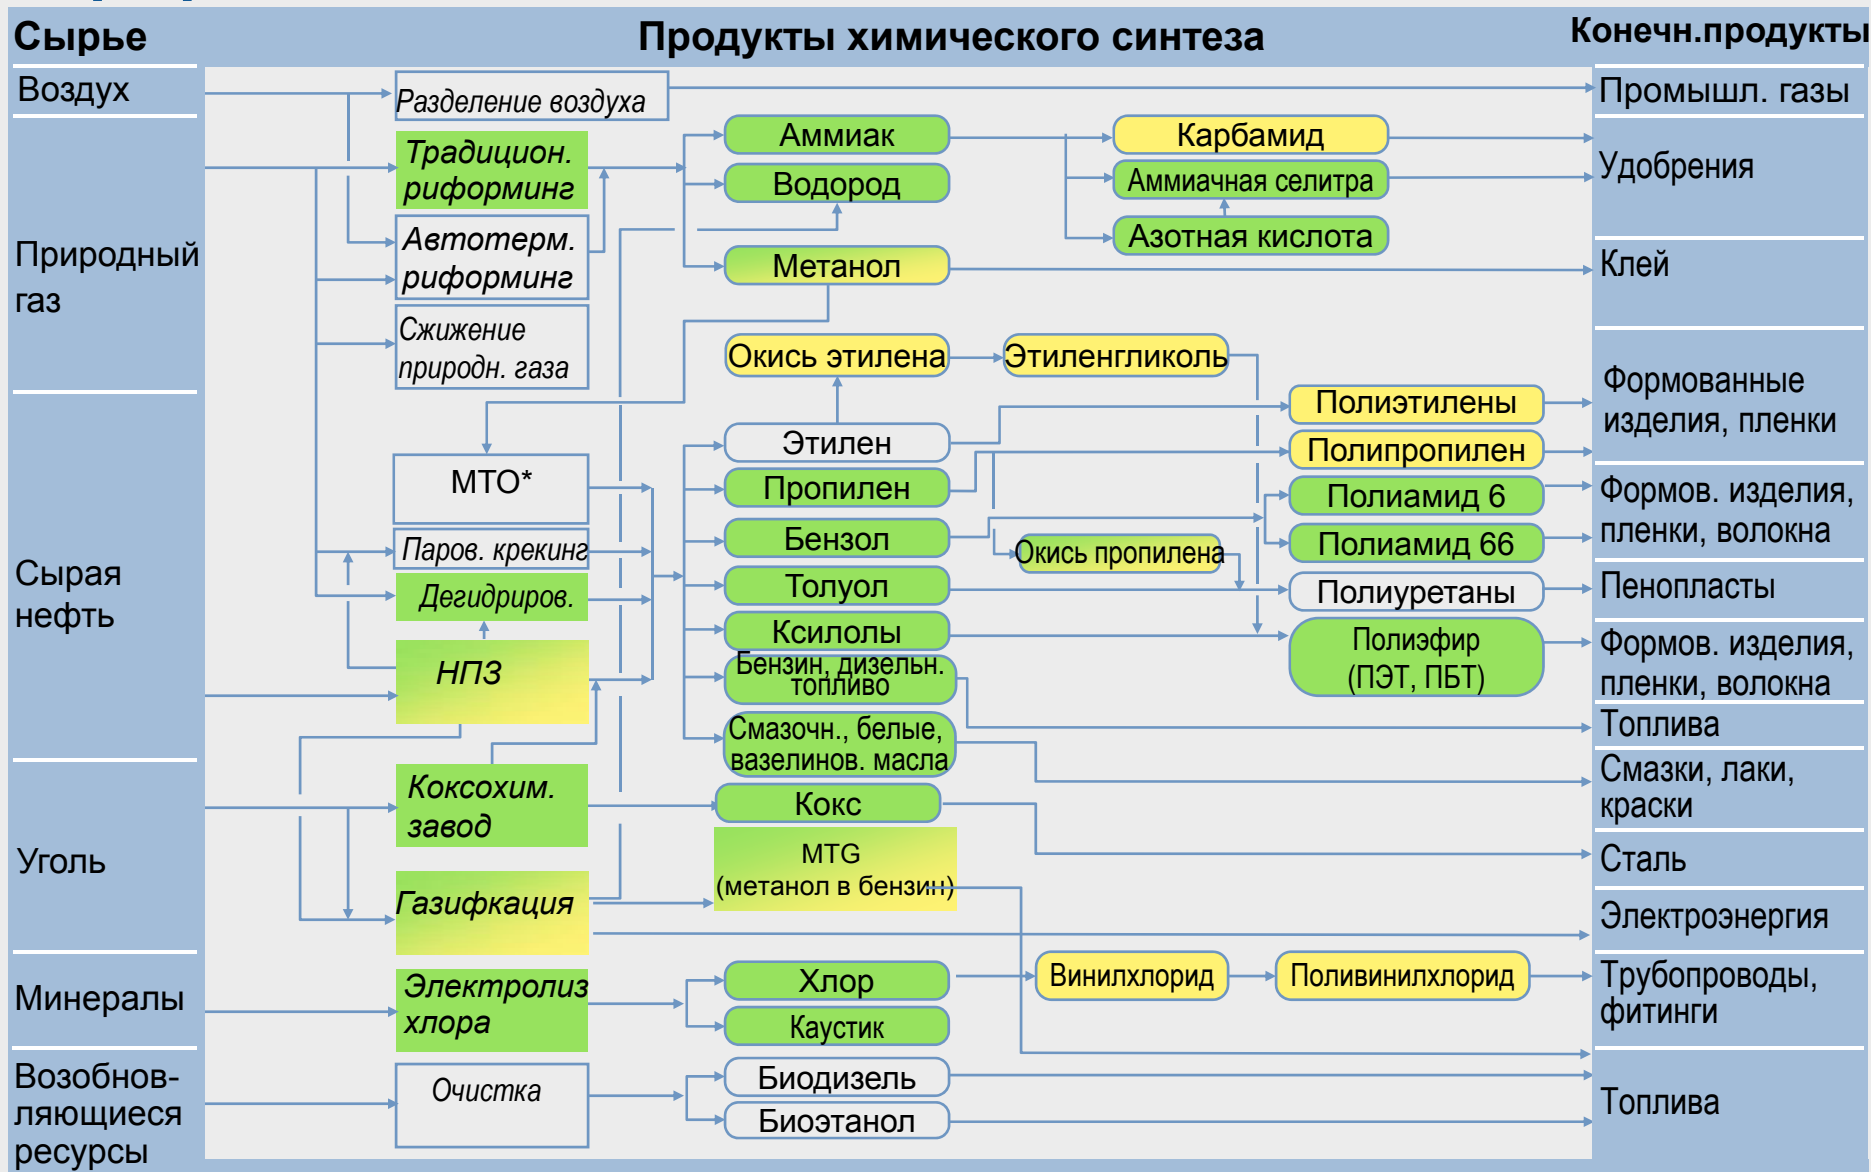 Сырье
Продукты химического синтеза
Конечн.продукты
Воздух
Разделение воздуха
Промышл. газы
Природный
газ
Традицион.
риформинг
Автотерм.
риформинг
Сжижение
природн. газа
Аммиак
Водород
Метанол
Карбамид
Аммиачная селитра
Азотная кислота
Удобрения
Клей
Окись этилена
Этиленгликоль
Сырая
нефть
МТО*
Паров. крекинг
Дегидриров.
НПЗ
Этилен
Пропилен
Бензол
Толуол
Ксилолы
Бензин, дизельн.
топливо
Смазочн., белые,
вазелинов. масла
Окись пропилена
Полиэтилены
Полипропилен
Полиамид 6
Полиамид 66
Полиуретаны
Полиэфир
(ПЭТ, ПБТ)
Формованные
изделия, пленки
Формов. изделия,
пленки, волокна
Пенопласты
Формов. изделия,
пленки, волокна
Топлива
Смазки, лаки,
краски
Уголь
Коксохим.
завод
Газифкация
Кокс
MTG
(метанол в бензин)
Сталь
Электроэнергия
Минералы
Электролиз
хлора
Хлор
Каустик
Винилхлорид
Поливинилхлорид
Трубопроводы,
фитинги
Возобнов-
ляющиеся
ресурсы
Очистка
Биодизель
Биоэтанол
Топлива